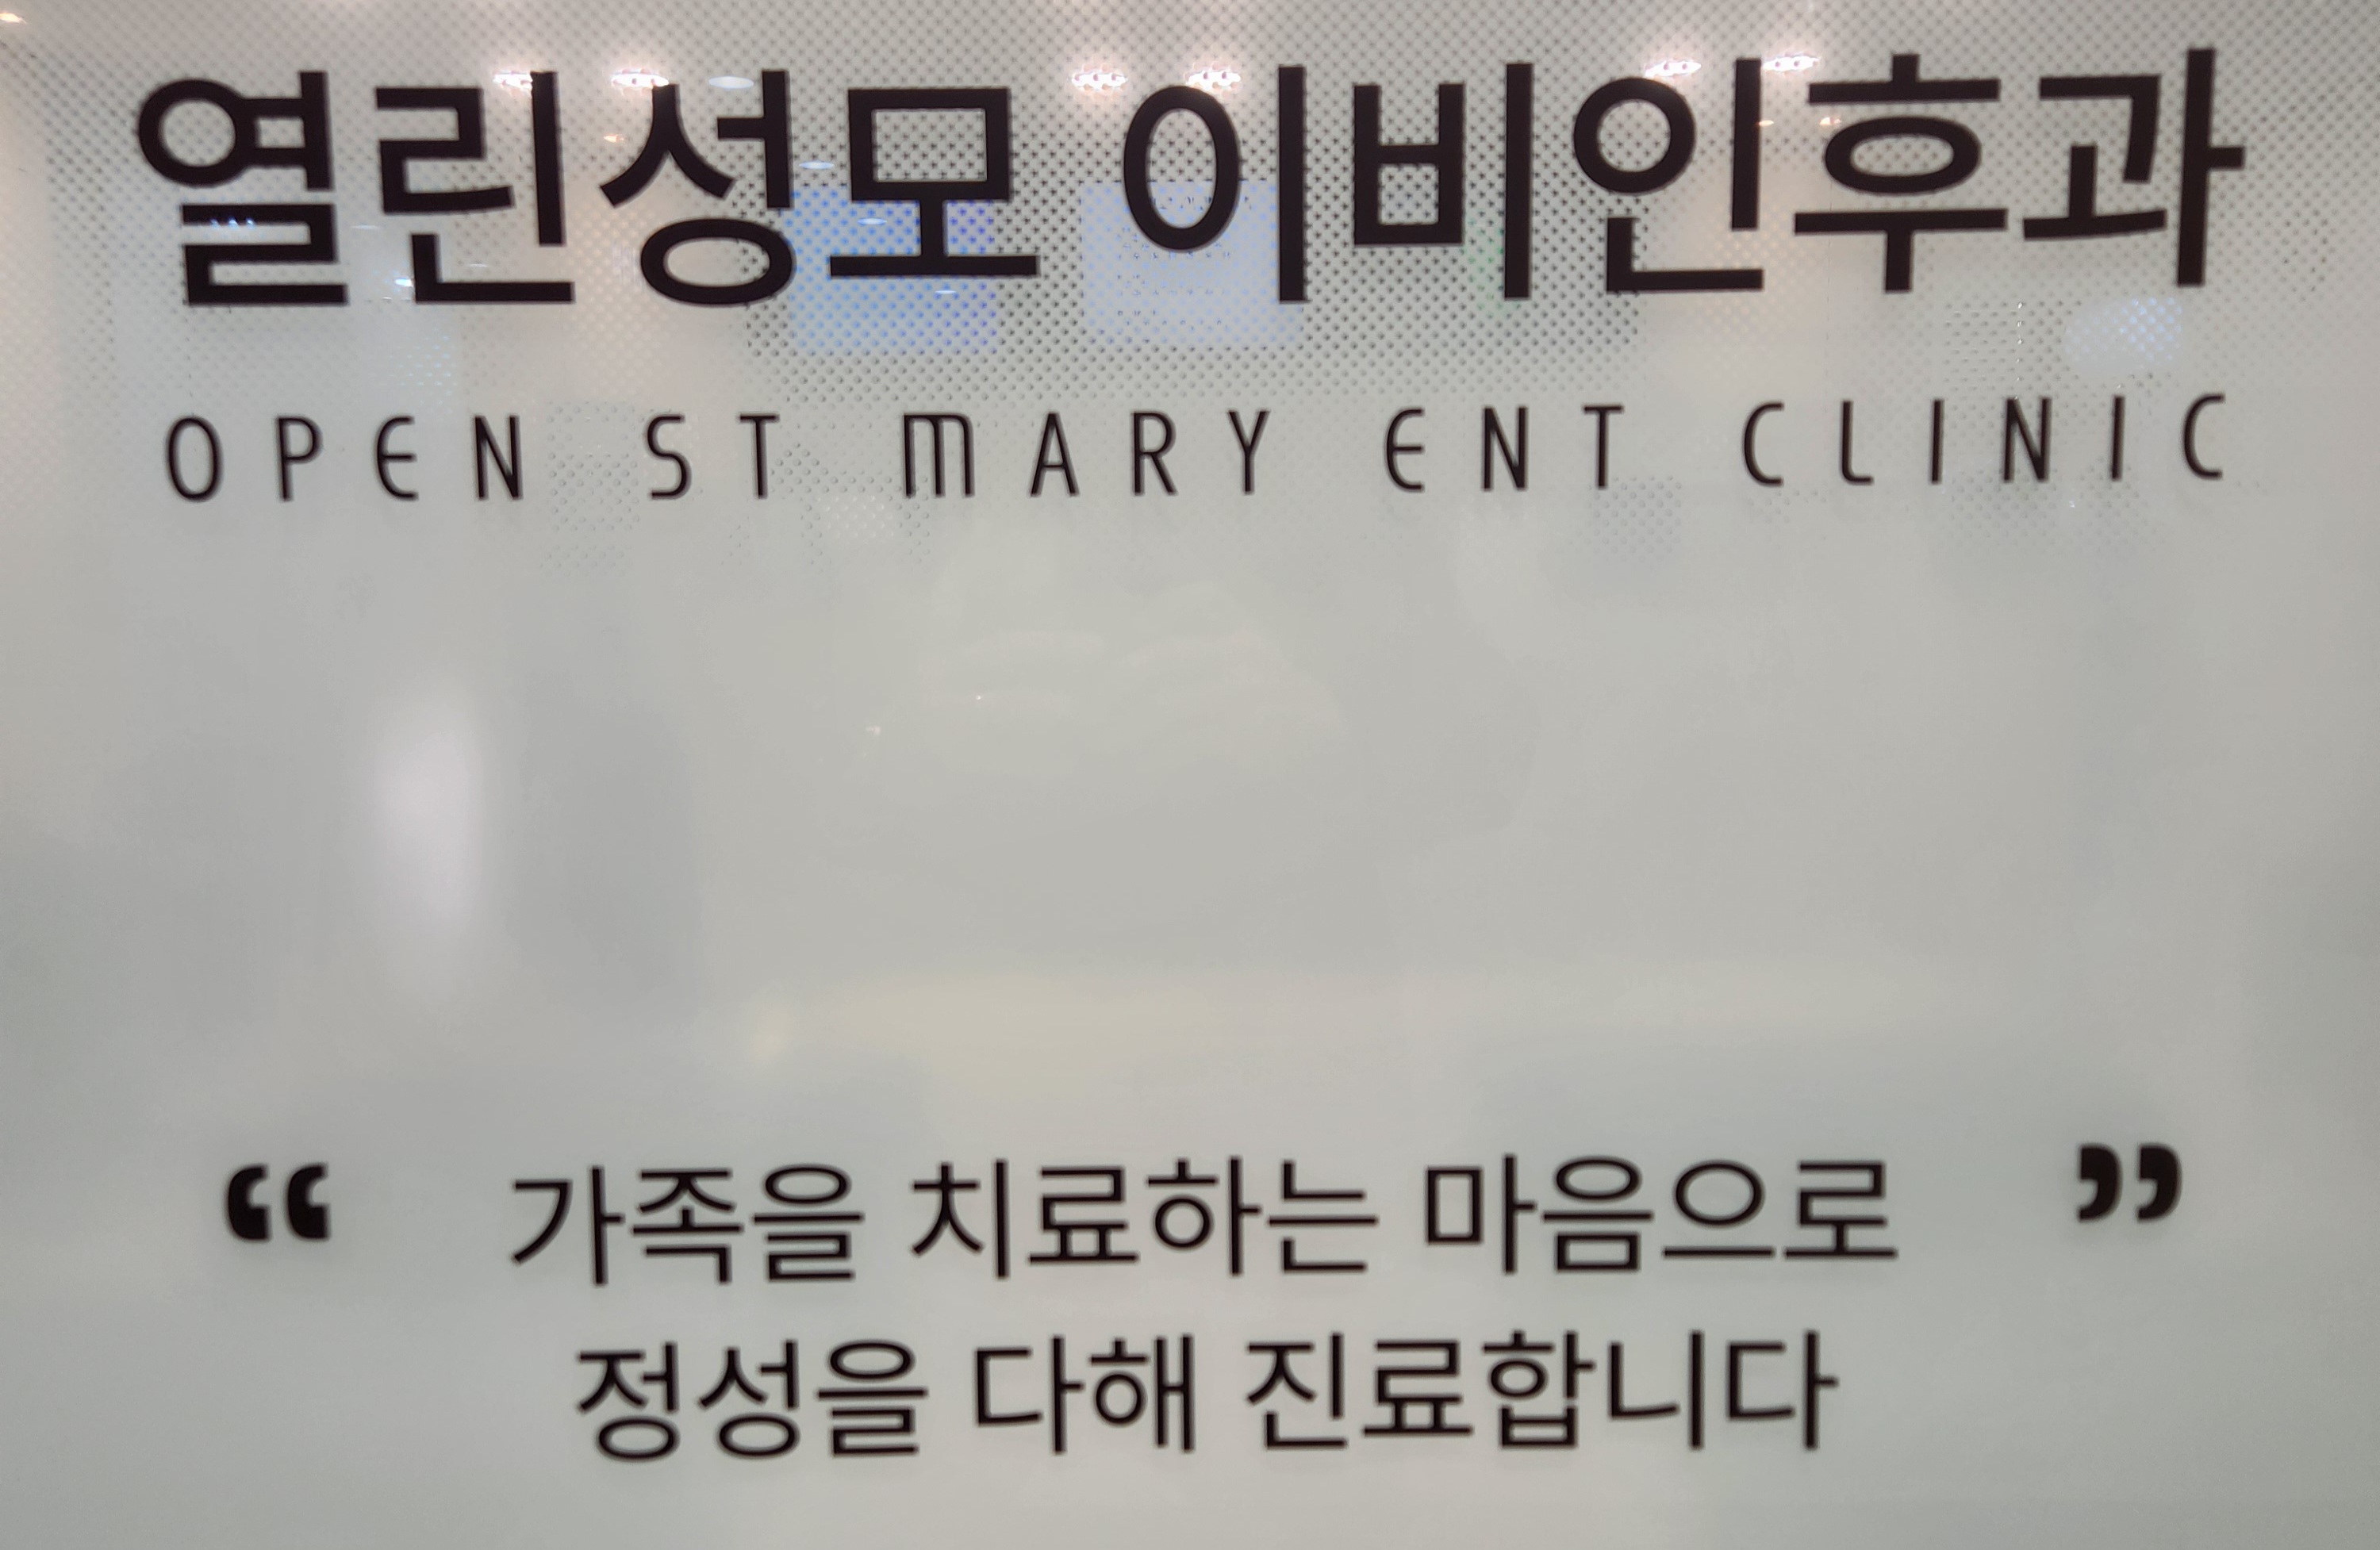 열린성모 이비인후과
OPEN ST MARY ENT CLINIC
“ 가족을 치료하는 마음으로 ”
정성을 다해 진료합니다